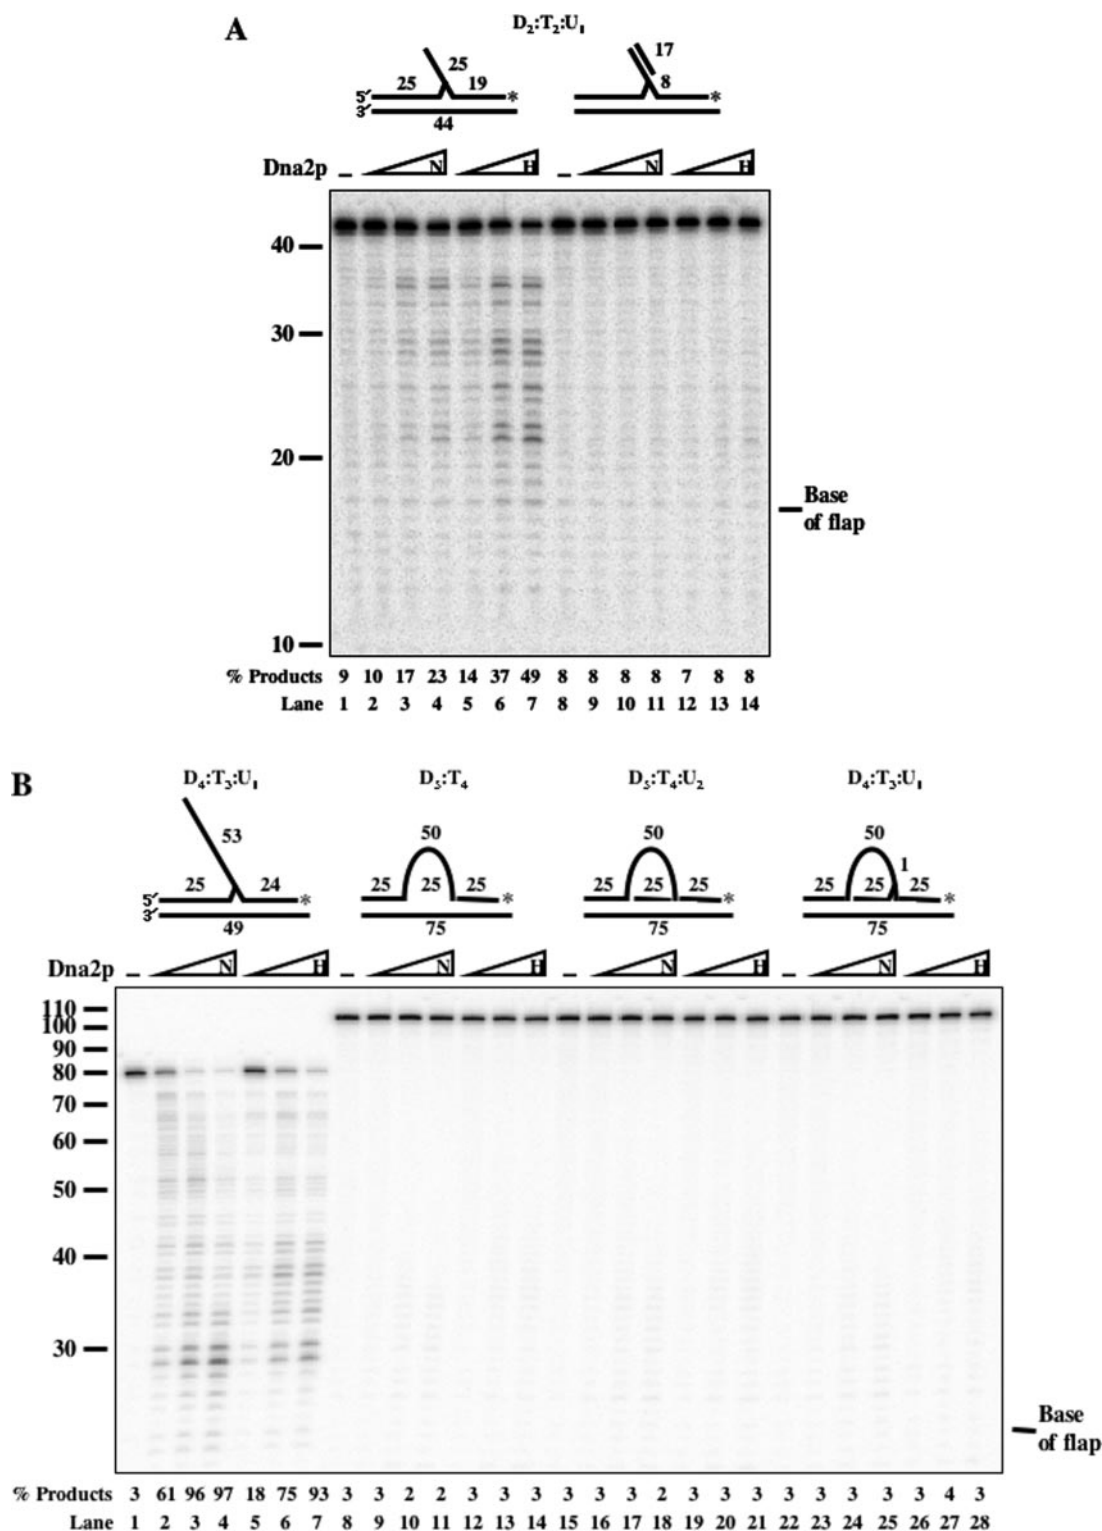 A
D₂:T₂:U₁
25 25 19 17 8
5´ *  *
3´
44
Dna2p – N H – N H
40
30
20
Base
of flap
10
% Products 9 10 17 23 14 37 49 8 8 8 8 7 8 8
Lane 1 2 3 4 5 6 7 8 9 10 11 12 13 14
B
D₄:T₃:U₁ D₅:T₄ D₅:T₄:U₂ D₄:T₃:U₁
53 50 50 50
1
25 24 25 25 25 25 25 25 25 25 25
5´ * * * *
3´
49 75 75 75
Dna2p – N H – N H – N H – N H
110
100
90
80
70
60
50
40
30
Base
of flap
% Products 3 61 96 97 18 75 93 3 3 2 2 3 3 3 3 3 3 2 3 3 3 3 3 3 3 3 4 3
Lane 1 2 3 4 5 6 7 8 9 10 11 12 13 14 15 16 17 18 19 20 21 22 23 24 25 26 27 28